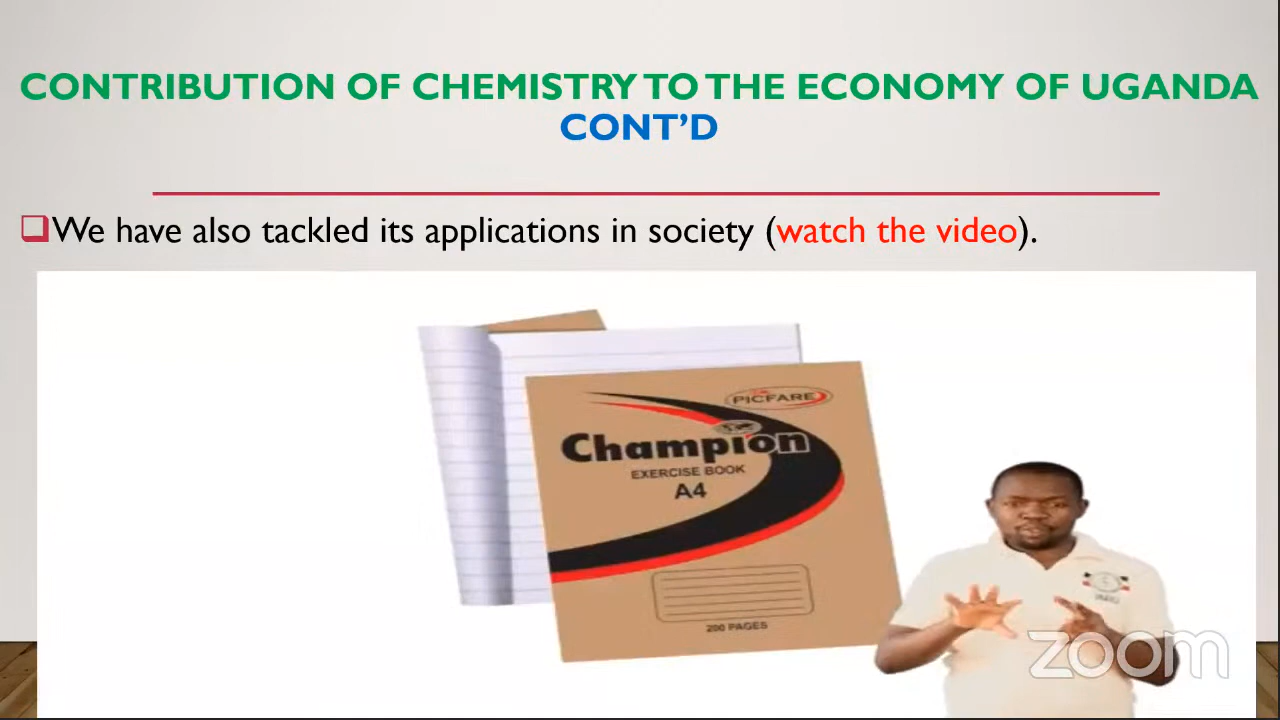 CONTRIBUTION OF CHEMISTRY TO THE ECONOMY OF UGANDA
CONT’D
We have also tackled its applications in society (watch the video).
PICFARE
Champion
EXERCISE BOOK
A4
200 PAGES
zoom